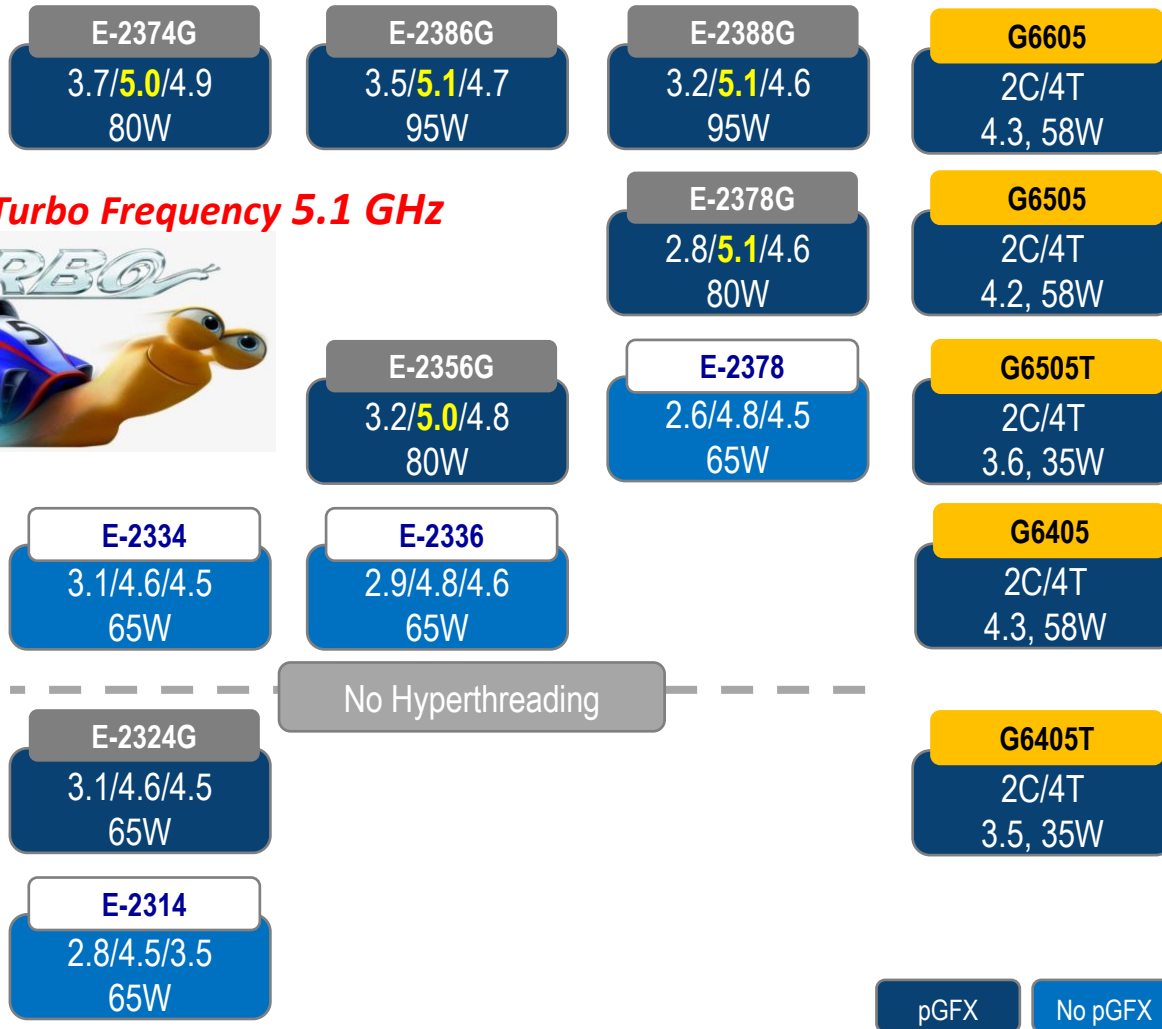 E-2374G
3.7/5.0/4.9
80W
E-2386G
3.5/5.1/4.7
95W
E-2388G
3.2/5.1/4.6
95W
G6605
2C/4T
4.3, 58W
Turbo Frequency 5.1 GHz
RBO
5
E-2378G
2.8/5.1/4.6
80W
G6505
2C/4T
4.2, 58W
E-2356G
3.2/5.0/4.8
80W
E-2378
2.6/4.8/4.5
65W
G6505T
2C/4T
3.6, 35W
E-2334
3.1/4.6/4.5
65W
E-2336
2.9/4.8/4.6
65W
G6405
2C/4T
4.3, 58W
No Hyperthreading
E-2324G
3.1/4.6/4.5
65W
G6405T
2C/4T
3.5, 35W
E-2314
2.8/4.5/3.5
65W
pGFX
No pGFX